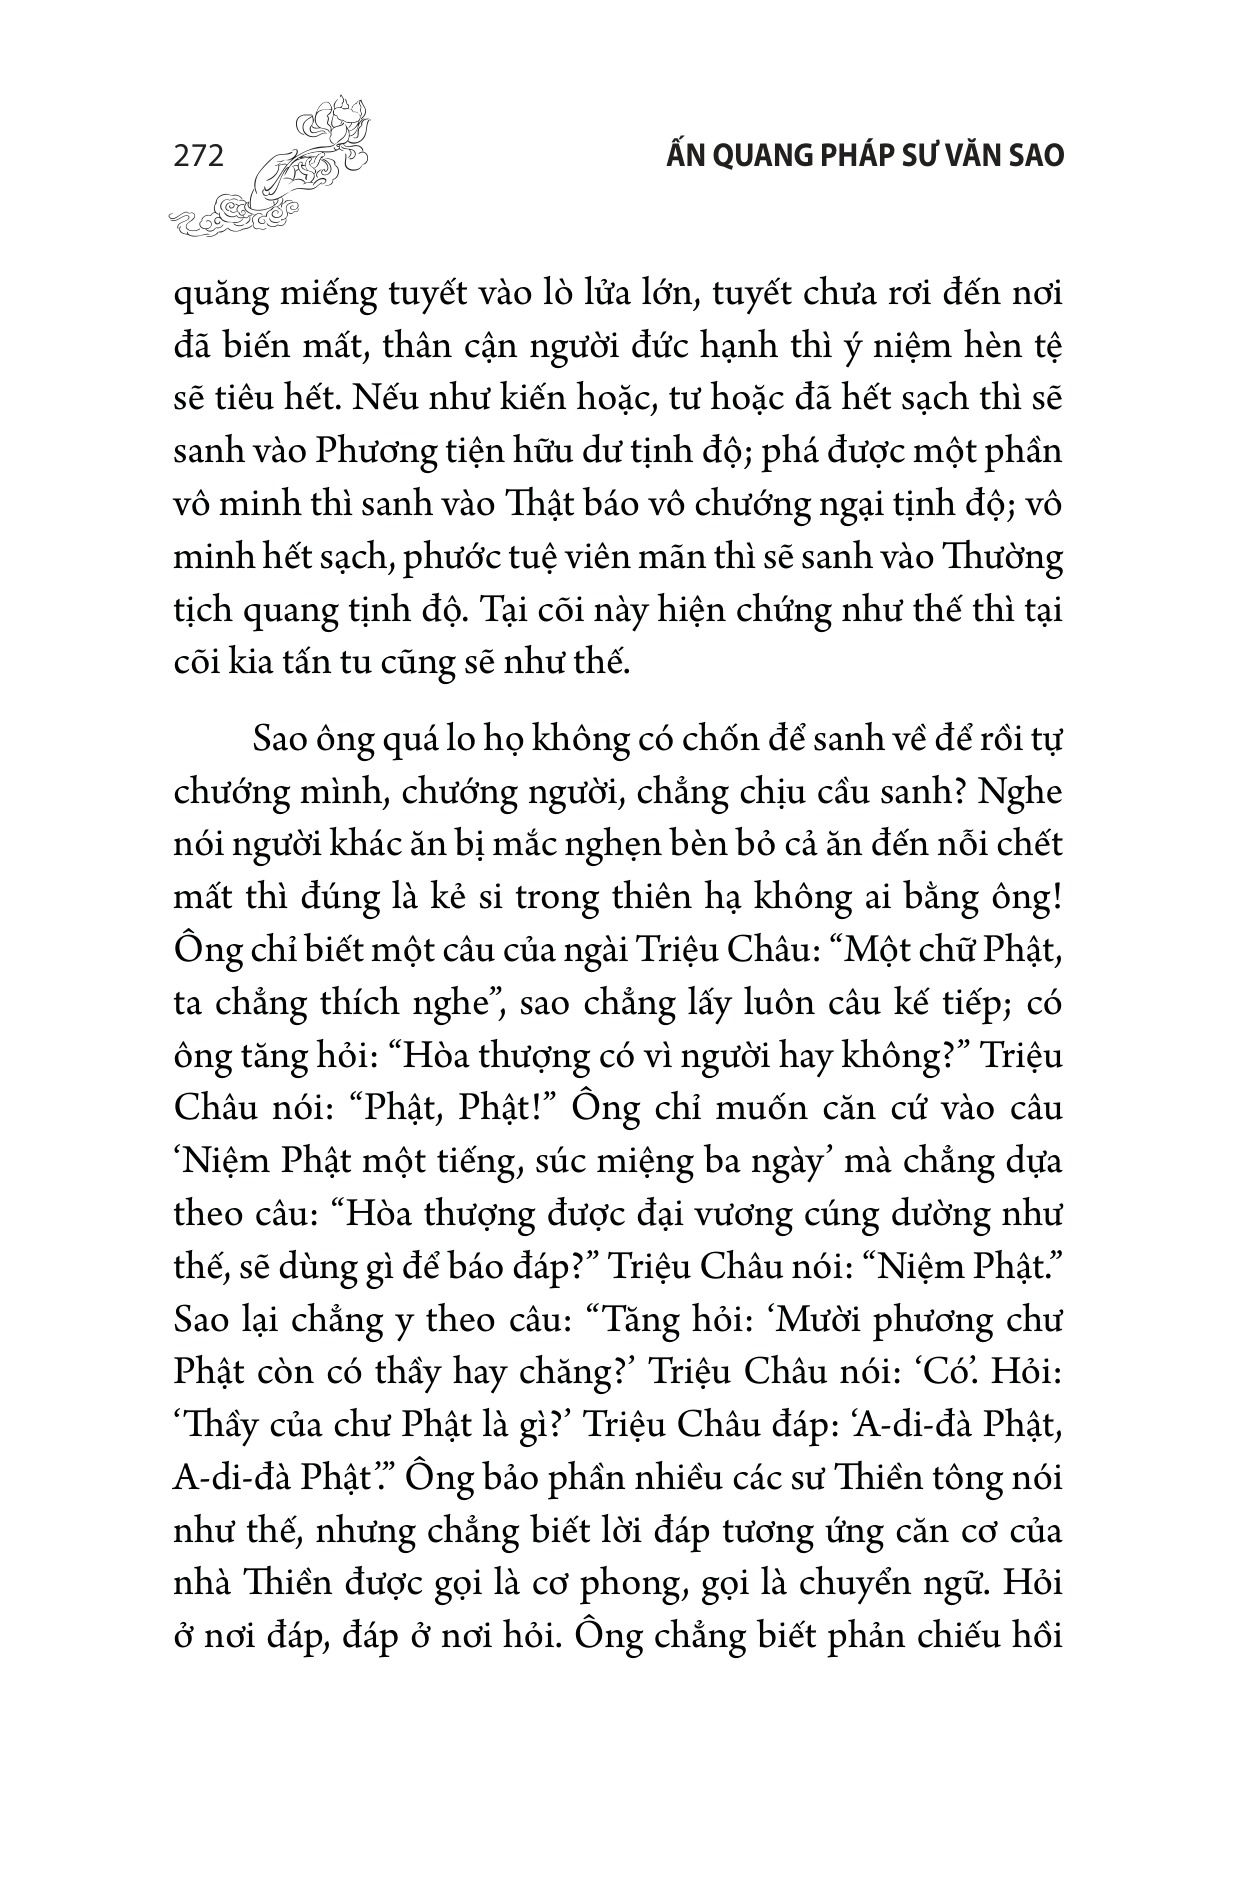 272
ẤN QUANG PHÁP SƯ VĂN SAO
quăng miếng tuyết vào lò lửa lớn, tuyết chưa rơi đến nơi
đã biến mất, thân cận người đức hạnh thì ý niệm hèn tệ
sẽ tiêu hết. Nếu như kiến hoặc, tư hoặc đã hết sạch thì sẽ
sanh vào Phương tiện hữu dư tịnh độ; phá được một phần
vô minh thì sanh vào Thật báo vô chướng ngại tịnh độ; vô
minh hết sạch, phước tuệ viên mãn thì sẽ sanh vào Thường
tịch quang tịnh độ. Tại cõi này hiện chứng như thế thì tại
cõi kia tấn tu cũng sẽ như thế.
Sao ông quá lo họ không có chốn để sanh về để rồi tự
chướng mình, chướng người, chẳng chịu cầu sanh? Nghe
nói người khác ăn bị mắc nghẹn bèn bỏ cả ăn đến nỗi chết
mất thì đúng là kẻ si trong thiên hạ không ai bằng ông!
Ông chỉ biết một câu của ngài Triệu Châu: “Một chữ Phật,
ta chẳng thích nghe”, sao chẳng lấy luôn câu kế tiếp; có
ông tăng hỏi: “Hòa thượng có vì người hay không?” Triệu
Châu nói: “Phật, Phật!” Ông chỉ muốn căn cứ vào câu
‘Niệm Phật một tiếng, súc miệng ba ngày’ mà chẳng dựa
theo câu: “Hòa thượng được đại vương cúng dường như
thế, sẽ dùng gì để báo đáp?” Triệu Châu nói: “Niệm Phật.”
Sao lại chẳng y theo câu: “Tăng hỏi: ‘Mười phương chư
Phật còn có thầy hay chăng?’ Triệu Châu nói: ‘Có’. Hỏi:
‘Thầy của chư Phật là gì?’ Triệu Châu đáp: ‘A-di-đà Phật,
A-di-đà Phật’.” Ông bảo phần nhiều các sư Thiền tông nói
như thế, nhưng chẳng biết lời đáp tương ứng căn cơ của
nhà Thiền được gọi là cơ phong, gọi là chuyển ngữ. Hỏi
ở nơi đáp, đáp ở nơi hỏi. Ông chẳng biết phản chiếu hồi